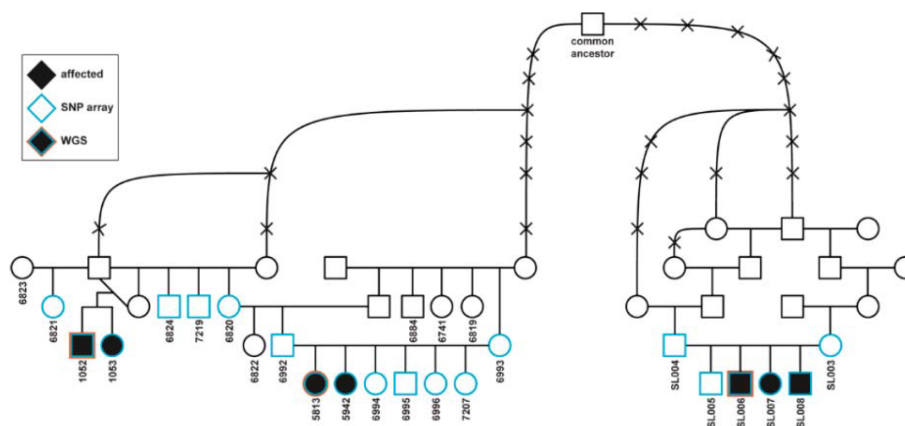 common
ancestor
affected
SNP array
WGS
6823
6821
1052
1053
6824
7219
6820
6822
6992
6884
6741
6819
6993
5813
5942
6994
6995
6996
7207
SL004
SL003
SL005
SL006
SL007
SL008